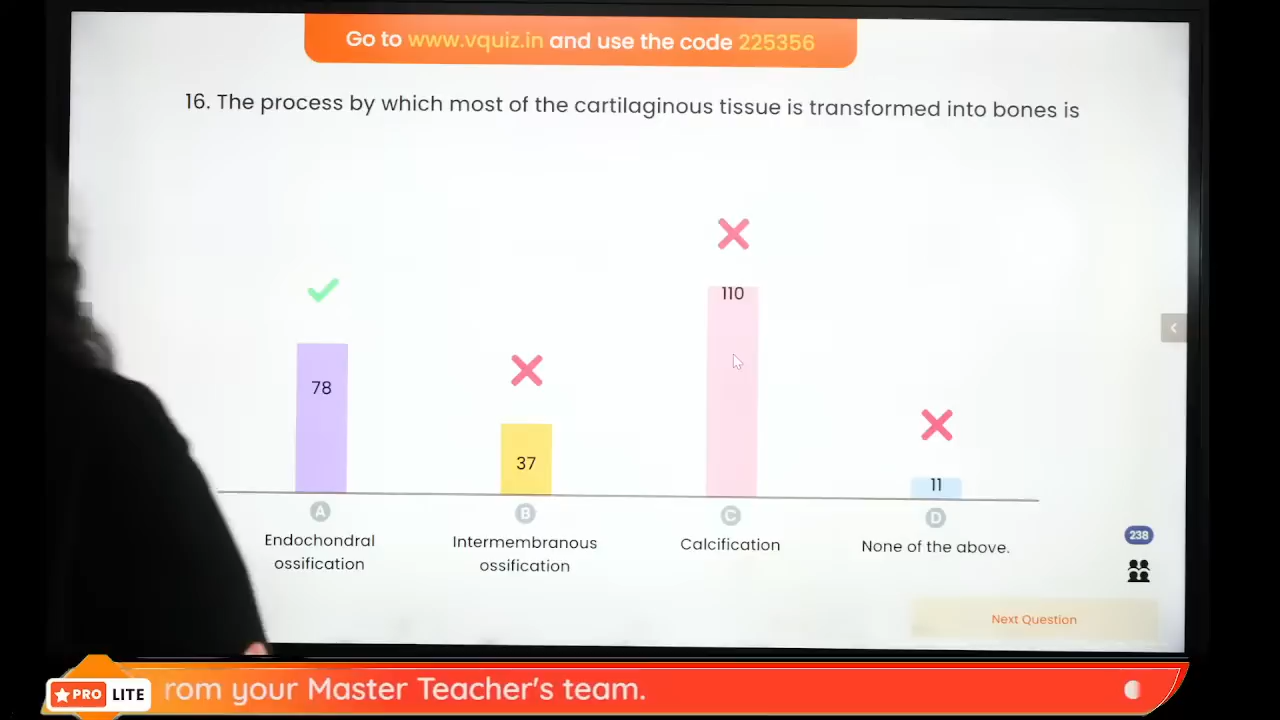 Go to www.vquiz.in and use the code 225356
16. The process by which most of the cartilaginous tissue is transformed into bones is
110
78
37
11
A
B
C
D
Endochondral
ossification
Intermembranous
ossification
Calcification
None of the above.
238
Next Question
PRO LITE
rom your Master Teacher's team.